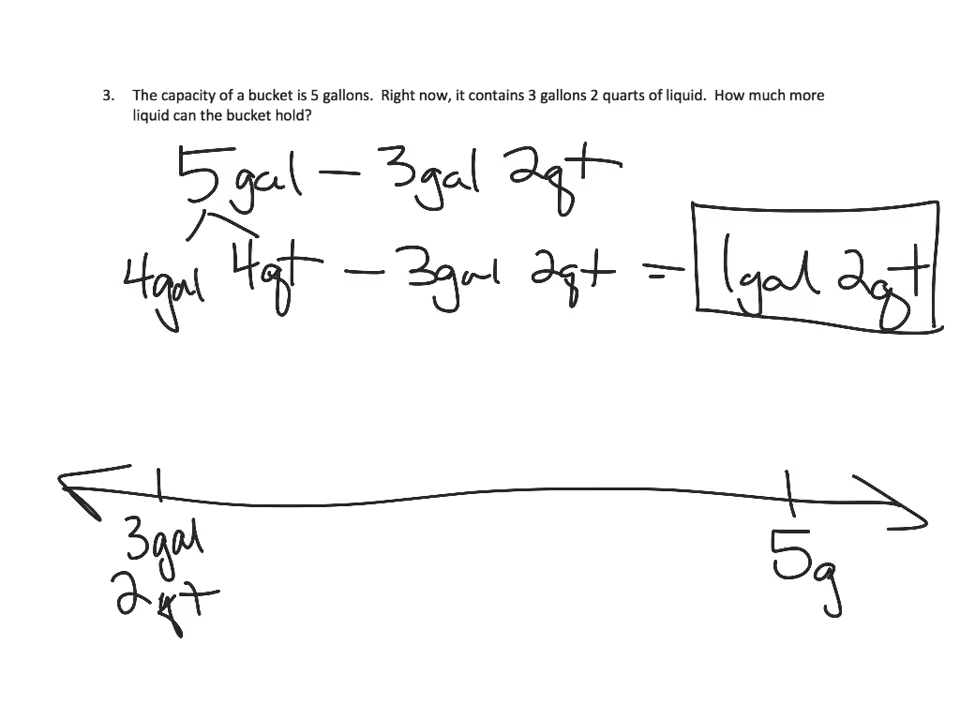 3. The capacity of a bucket is 5 gallons. Right now, it contains 3 gallons 2 quarts of liquid. How much more
liquid can the bucket hold?
5gal - 3gal 2qt
4gal 4qt - 3gal 2qt = 1gal 2qt
3gal
2qt
5g